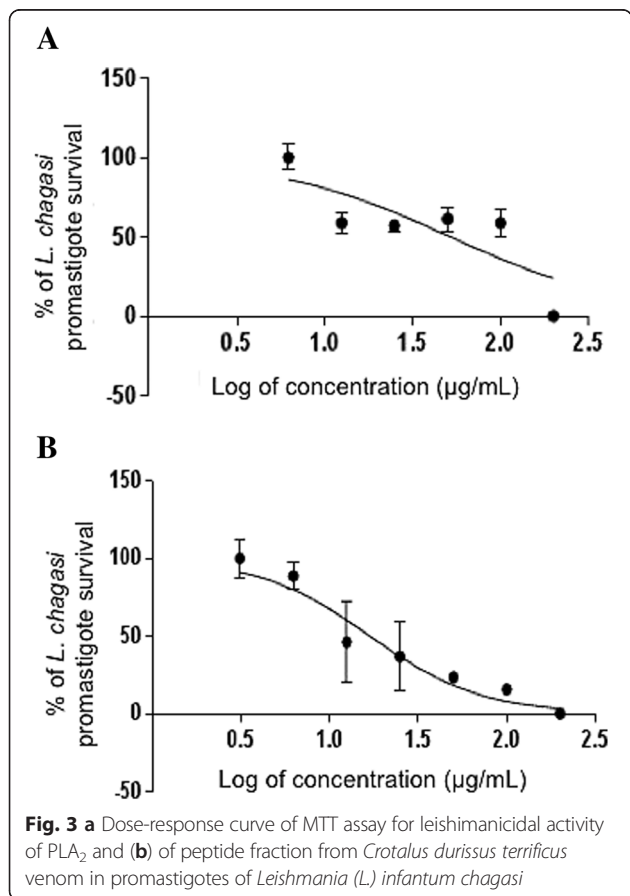 A
150
100
50
0
-50
0.5 1.0 1.5 2.0 2.5
% of L. chagasi
promastigote survival
Log of concentration (µg/mL)
B
150
100
50
0
-50
0.5 1.0 1.5 2.0 2.5
% of L. chagasi
promastigote survival
Log of concentration (µg/mL)
Fig. 3 a Dose-response curve of MTT assay for leishimanicidal activity
of PLA₂ and (b) of peptide fraction from Crotalus durissus terrificus
venom in promastigotes of Leishmania (L.) infantum chagasi